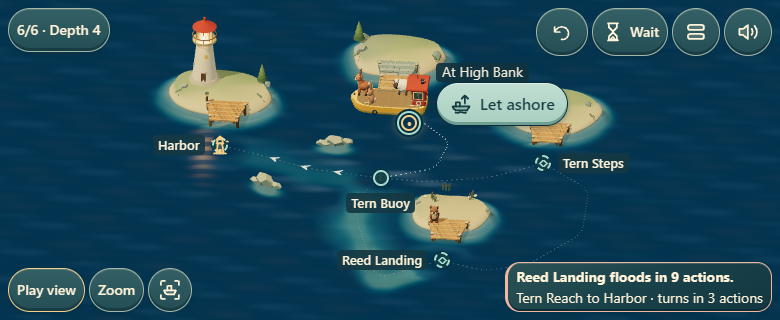 6/6 · Depth 4
Wait
At High Bank
Let ashore
Harbor
Tern Steps
Tern Buoy
Reed Landing
Play view
Zoom
Reed Landing floods in 9 actions.
Tern Reach to Harbor · turns in 3 actions